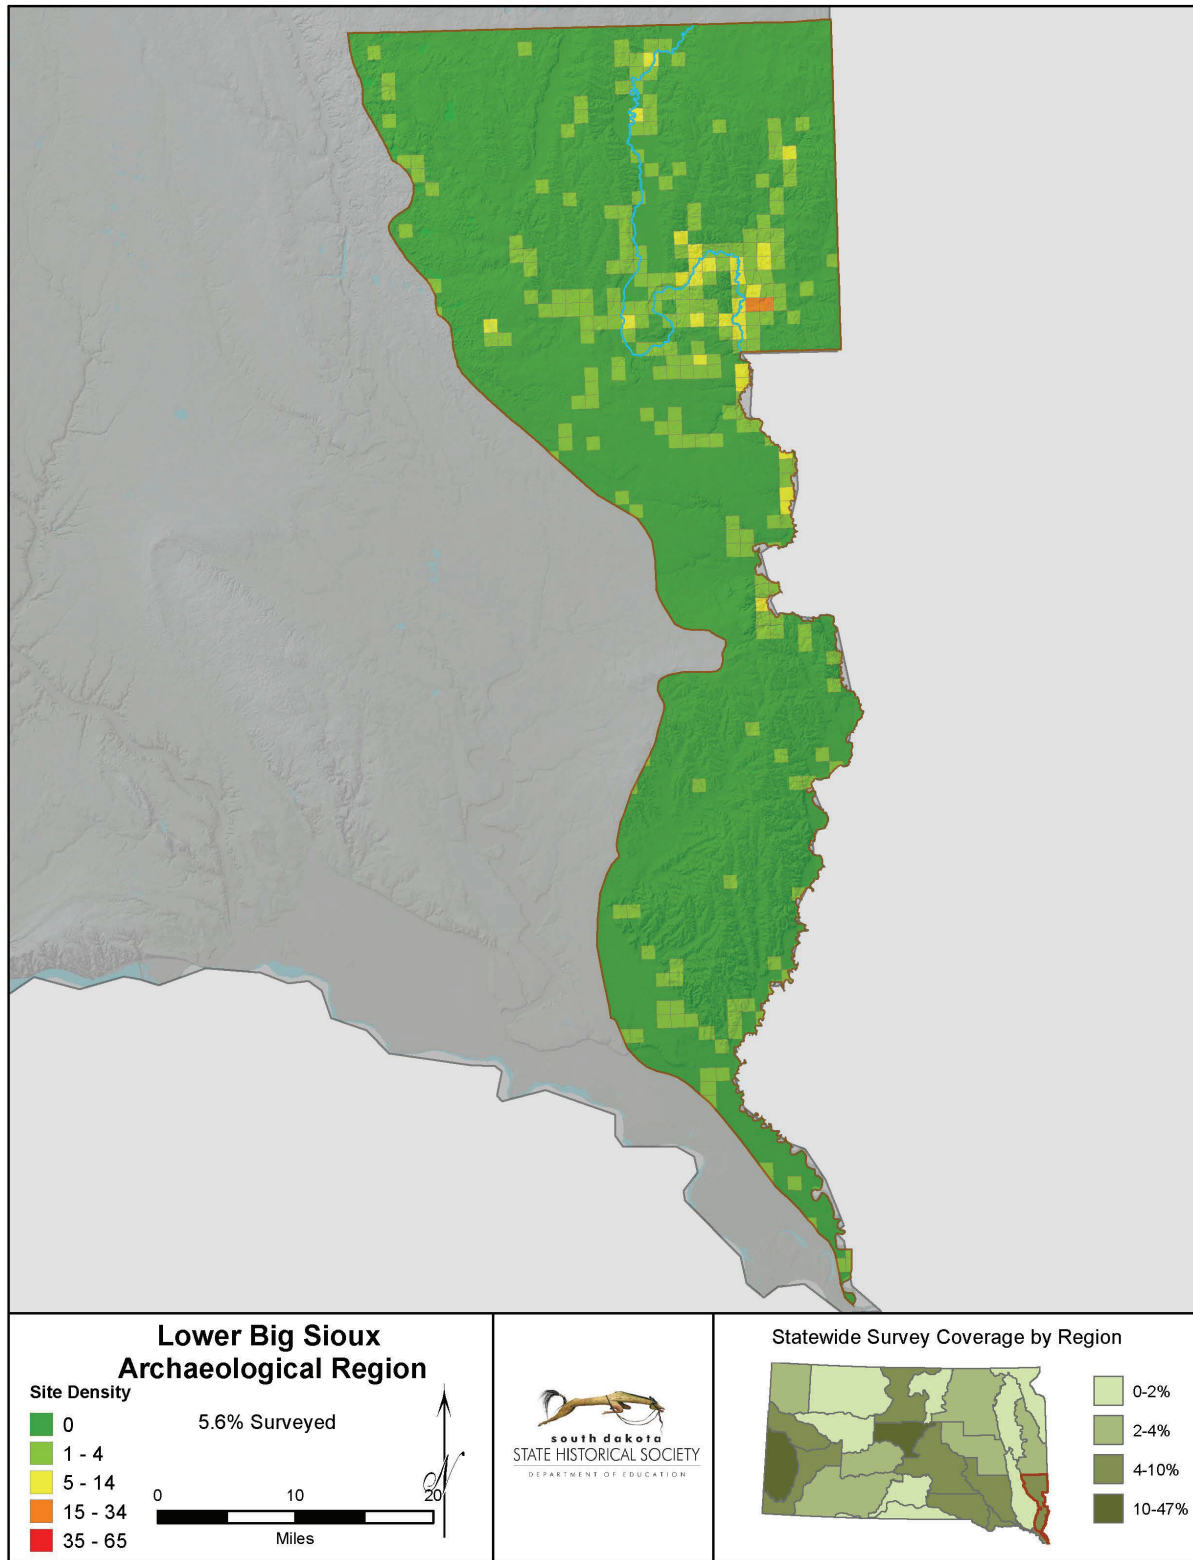 Lower Big Sioux
Archaeological Region
Site Density
0
1 - 4
5 - 14
15 - 34
35 - 65
5.6% Surveyed
0 10 20
Miles
south dakota
STATE HISTORICAL SOCIETY
DEPARTMENT OF EDUCATION
Statewide Survey Coverage by Region
0-2%
2-4%
4-10%
10-47%